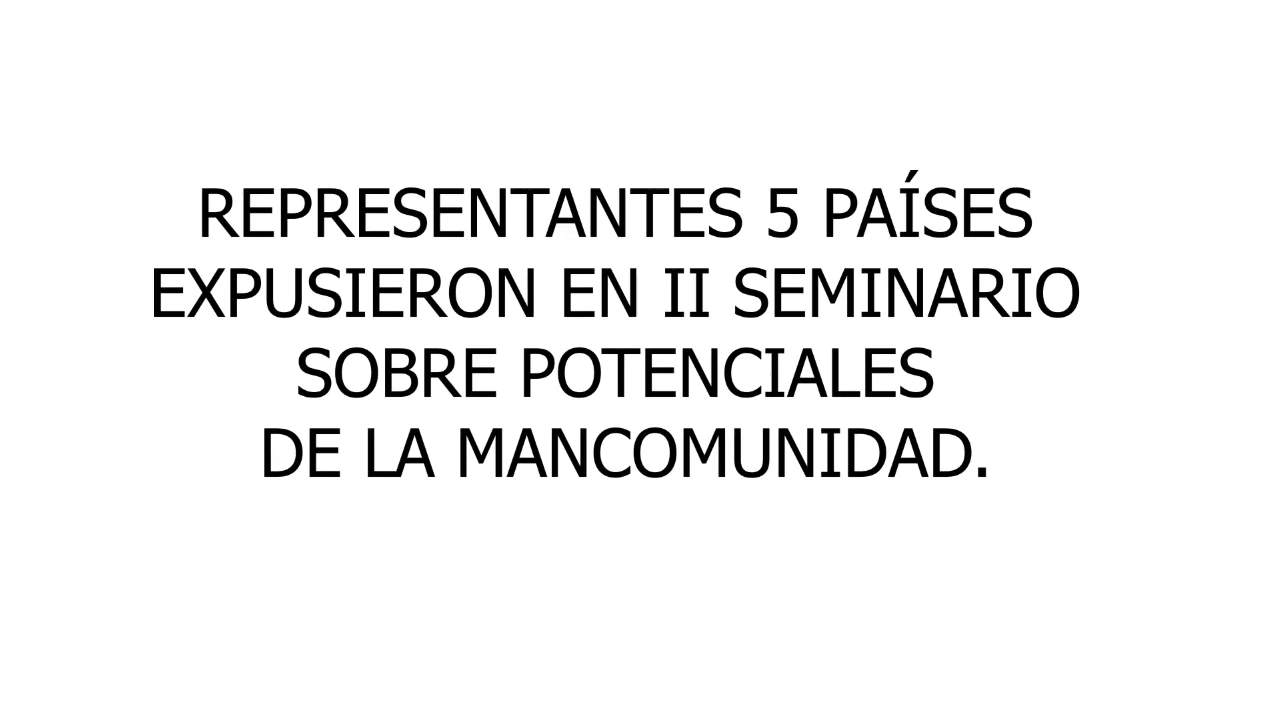 REPRESENTANTES 5 PAÍSES
EXPUSIERON EN II SEMINARIO
SOBRE POTENCIALES
DE LA MANCOMUNIDAD.